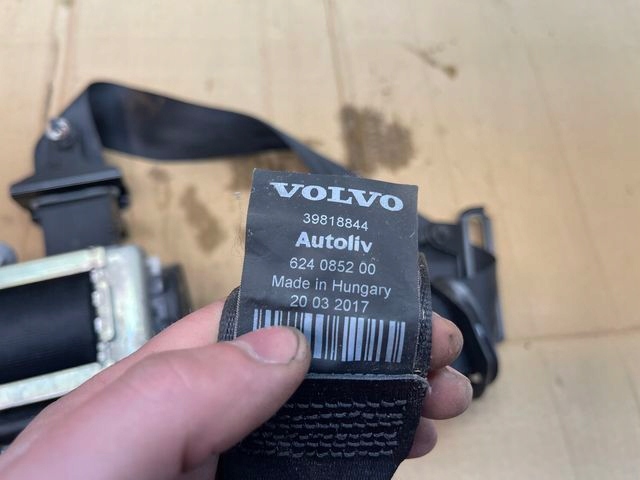 VOLVO
39818844
Autoliv
624 0852 00
Made in Hungary
20 03 2017